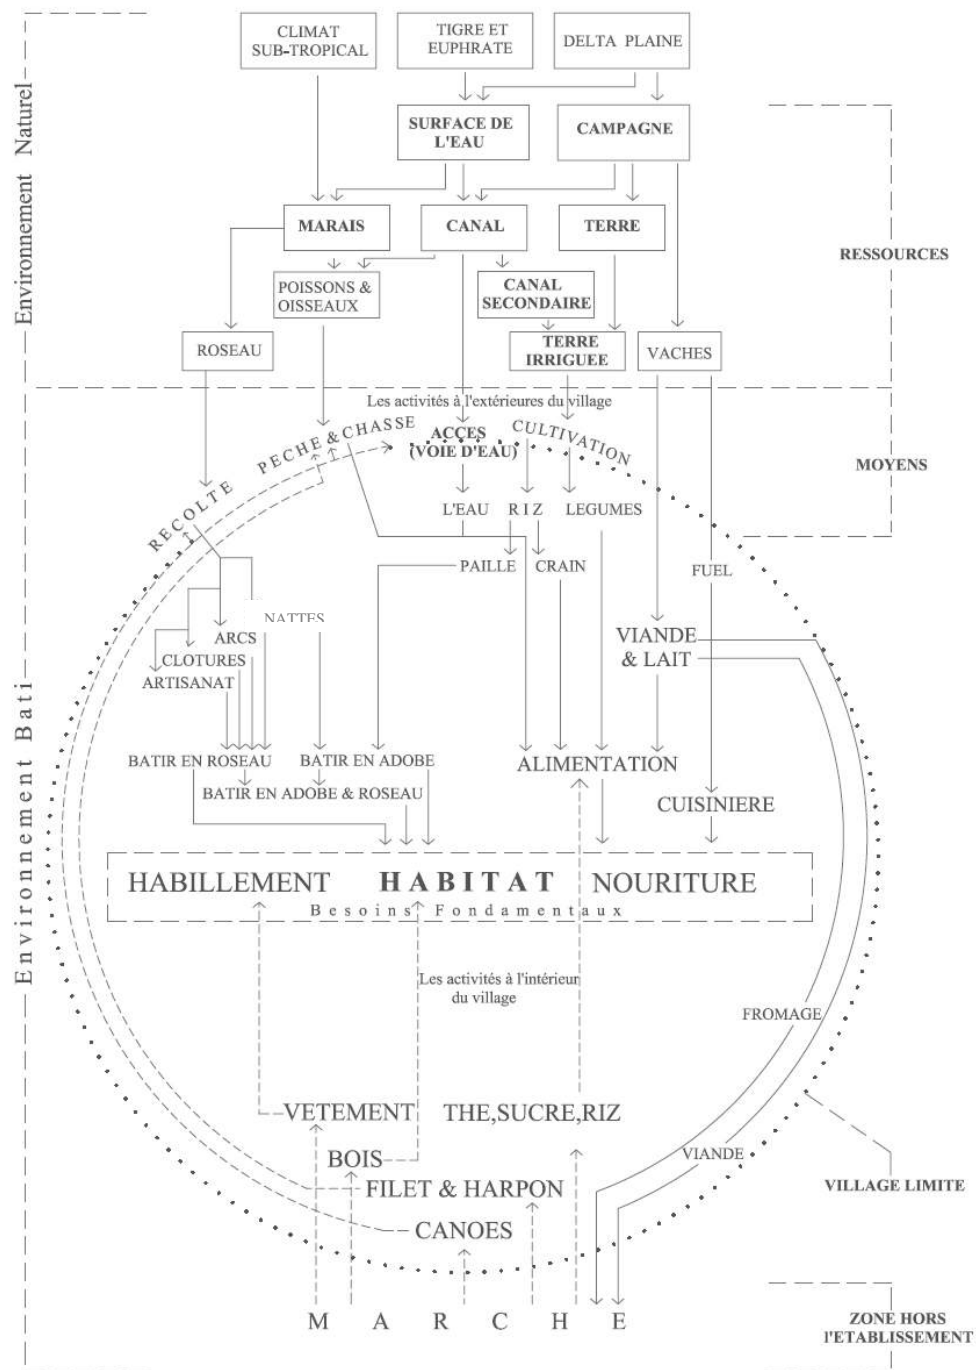 CLIMAT
SUB-TROPICAL
TIGRE ET
EUPHRATE
DELTA PLAINE
SURFACE DE
L'EAU
CAMPAGNE
Environnement Naturel
MARAIS
CANAL
TERRE
RESSOURCES
POISSONS &
OISSEAUX
CANAL
SECONDAIRE
ROSEAU
TERRE
IRRIGUEE
VACHES
Les activités à l'extérieures du village
RECOLTE
PECHE & CHASSE
ACCES
(VOIE D'EAU)
CULTIVATION
MOYENS
L'EAU
RIZ
LEGUMES
PAILLE
CRAIN
FUEL
NATTES
ARCS
CLOTURES
ARTISANAT
VIANDE
& LAIT
Environnement Bati
BATIR EN ROSEAU
BATIR EN ADOBE
ALIMENTATION
BATIR EN ADOBE & ROSEAU
CUISINIERE
HABILLEMENT
HABITAT
NOURITURE
Besoins Fondamentaux
Les activités à l'intérieur
du village
FROMAGE
VETEMENT
THE,SUCRE,RIZ
BOIS
VIANDE
FILET & HARPON
VILLAGE LIMITE
CANOES
MARCHE
ZONE HORS
l'ETABLISSEMENT